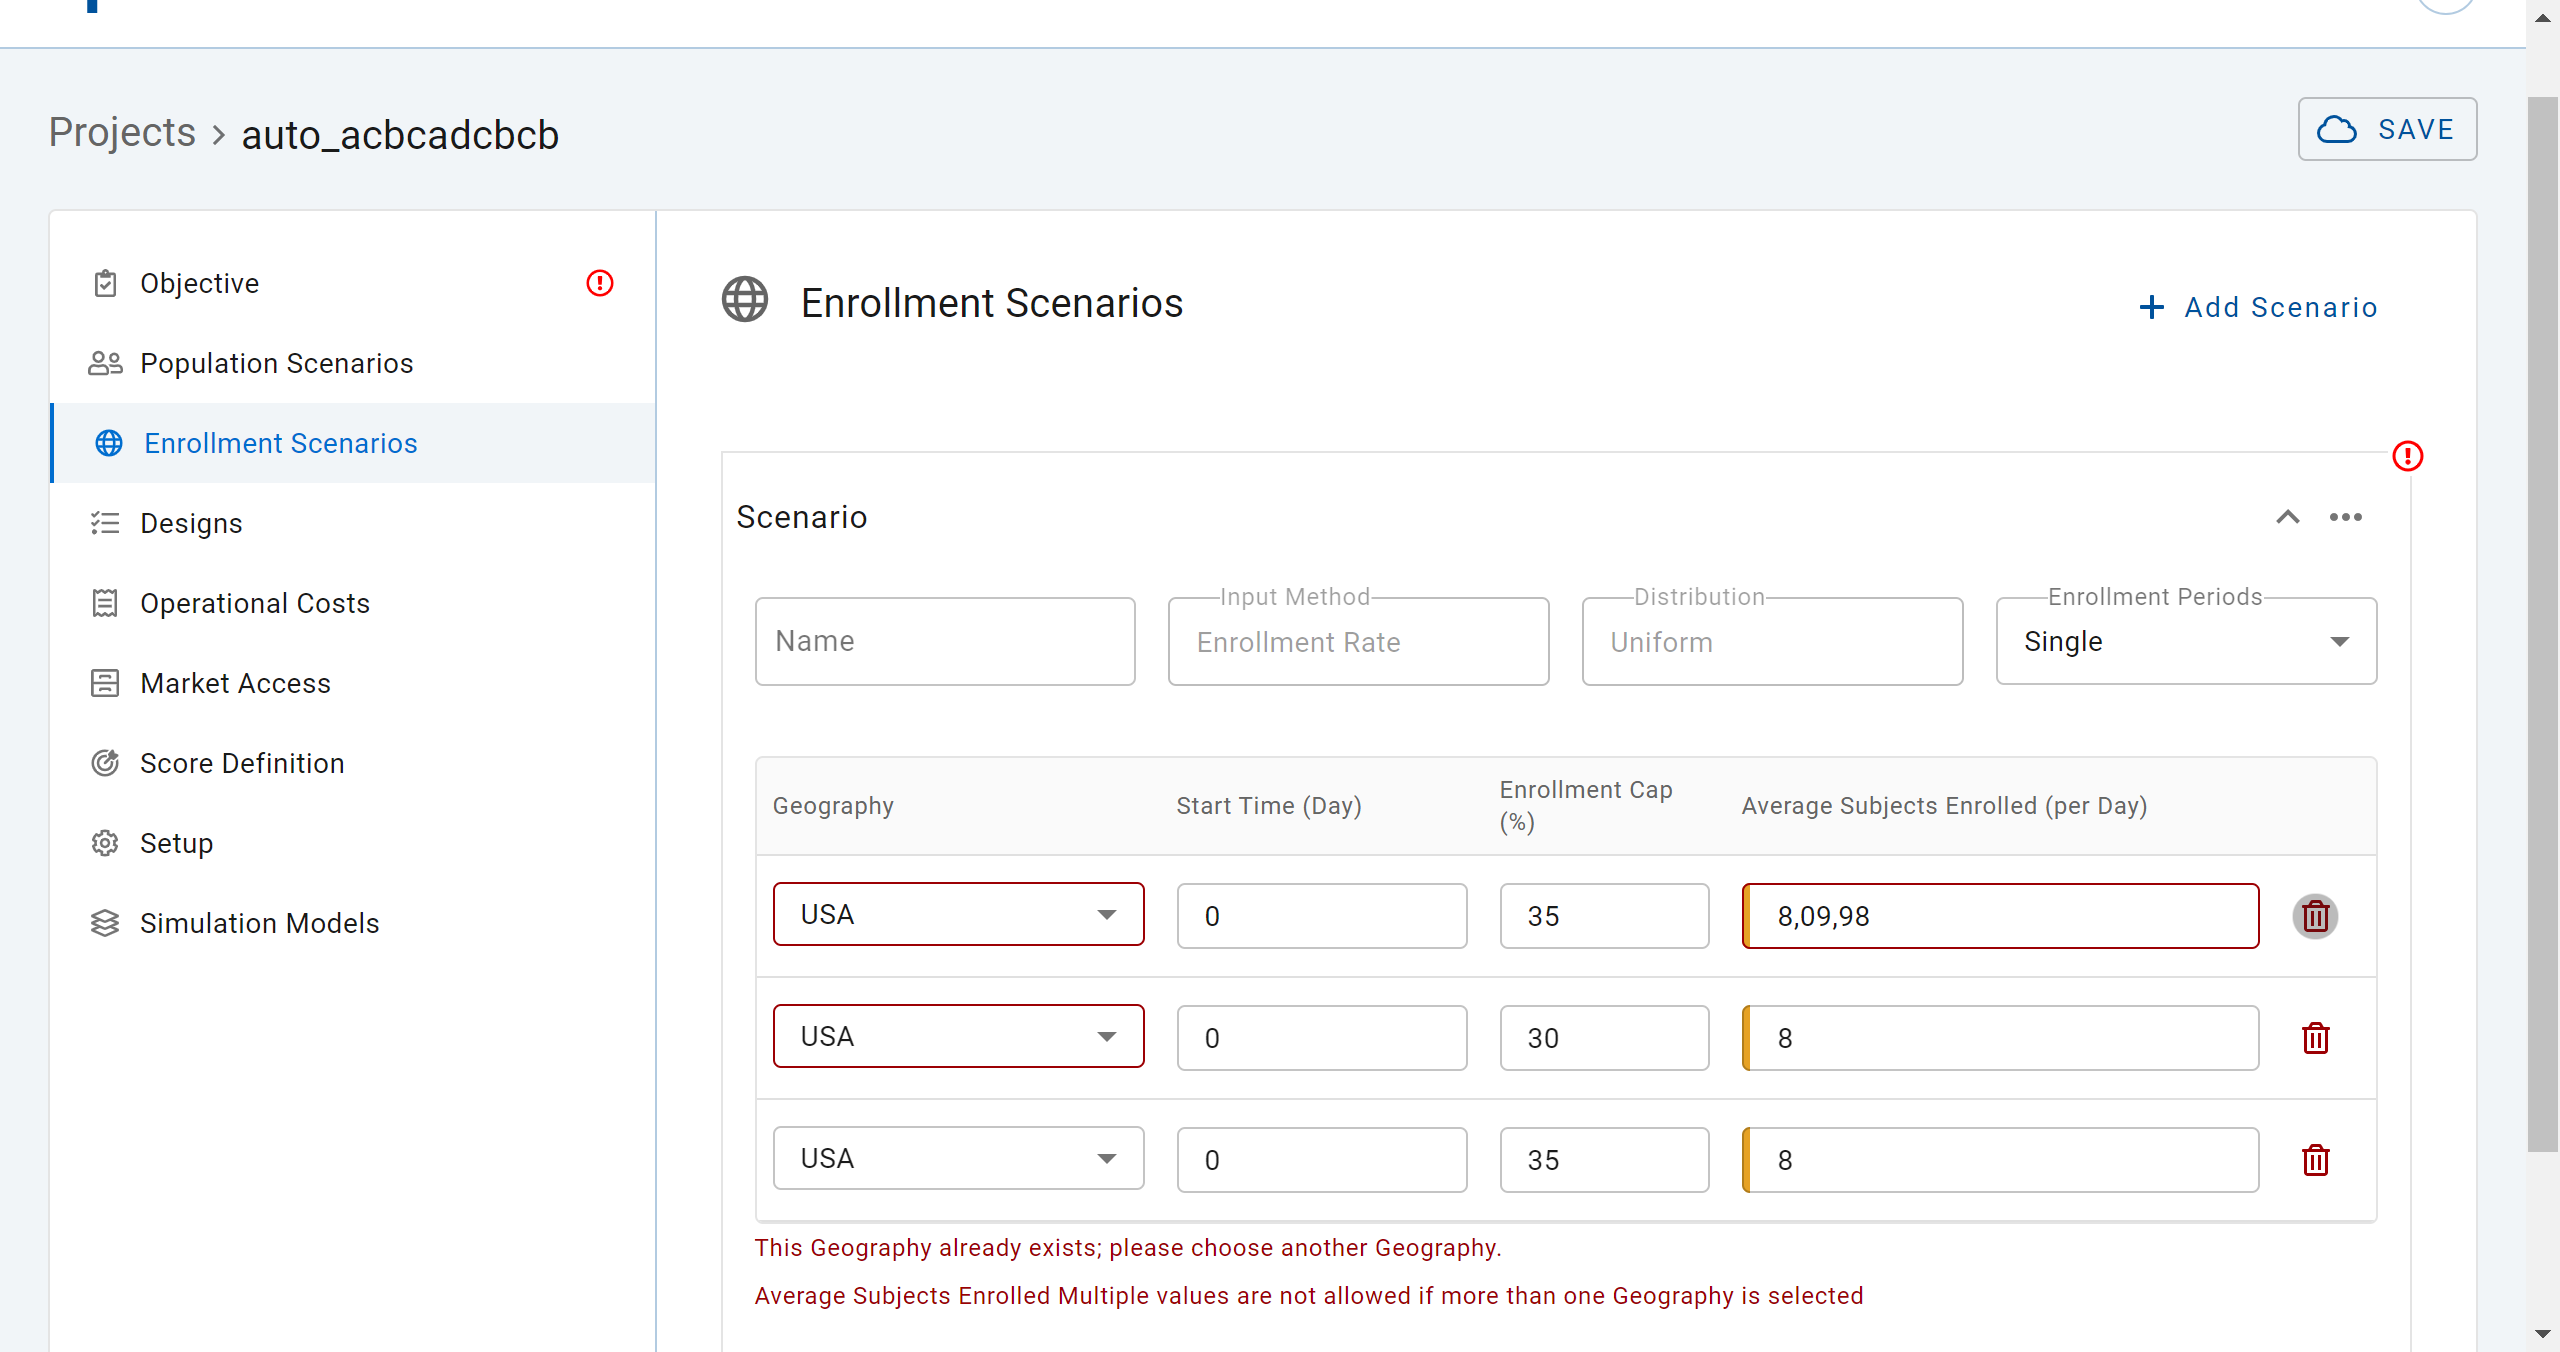 Projects > auto_acbcadcbcb
SAVE
Objective
Population Scenarios
Enrollment Scenarios
Designs
Operational Costs
Market Access
Score Definition
Setup
Simulation Models
Enrollment Scenarios
+ Add Scenario
Scenario
Name
Input Method
Enrollment Rate
Distribution
Uniform
Enrollment Periods
Single
Geography
Start Time (Day)
Enrollment Cap
(%)
Average Subjects Enrolled (per Day)
USA 0 35 8,09,98
USA 0 30 8
USA 0 35 8
This Geography already exists; please choose another Geography.
Average Subjects Enrolled Multiple values are not allowed if more than one Geography is selected